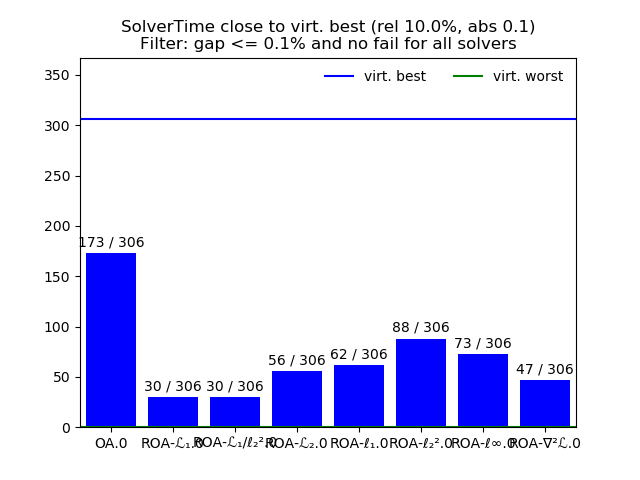 SolverTime close to virt. best (rel 10.0%, abs 0.1)
Filter: gap <= 0.1% and no fail for all solvers
virt. best virt. worst
350
300
250
200
150
100
50
0
173 / 306
30 / 306
30 / 306
56 / 306
62 / 306
88 / 306
73 / 306
47 / 306
OA.0
ROA-ℒ₁.0
ROA-ℒ₁/ℓ₂².0
ROA-ℒ₂.0
ROA-ℓ₁.0
ROA-ℓ₂².0
ROA-ℓ∞.0
ROA-∇²ℒ.0